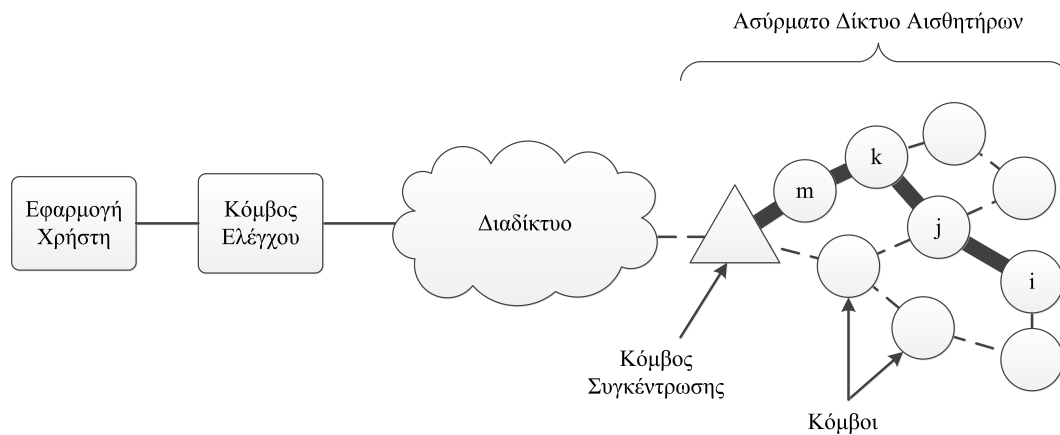 Ασύρματο Δίκτυο Αισθητήρων
Εφαρμογή
Χρήστη
Κόμβος
Ελέγχου
Διαδίκτυο
m
k
j
i
Κόμβος
Συγκέντρωσης
Κόμβοι